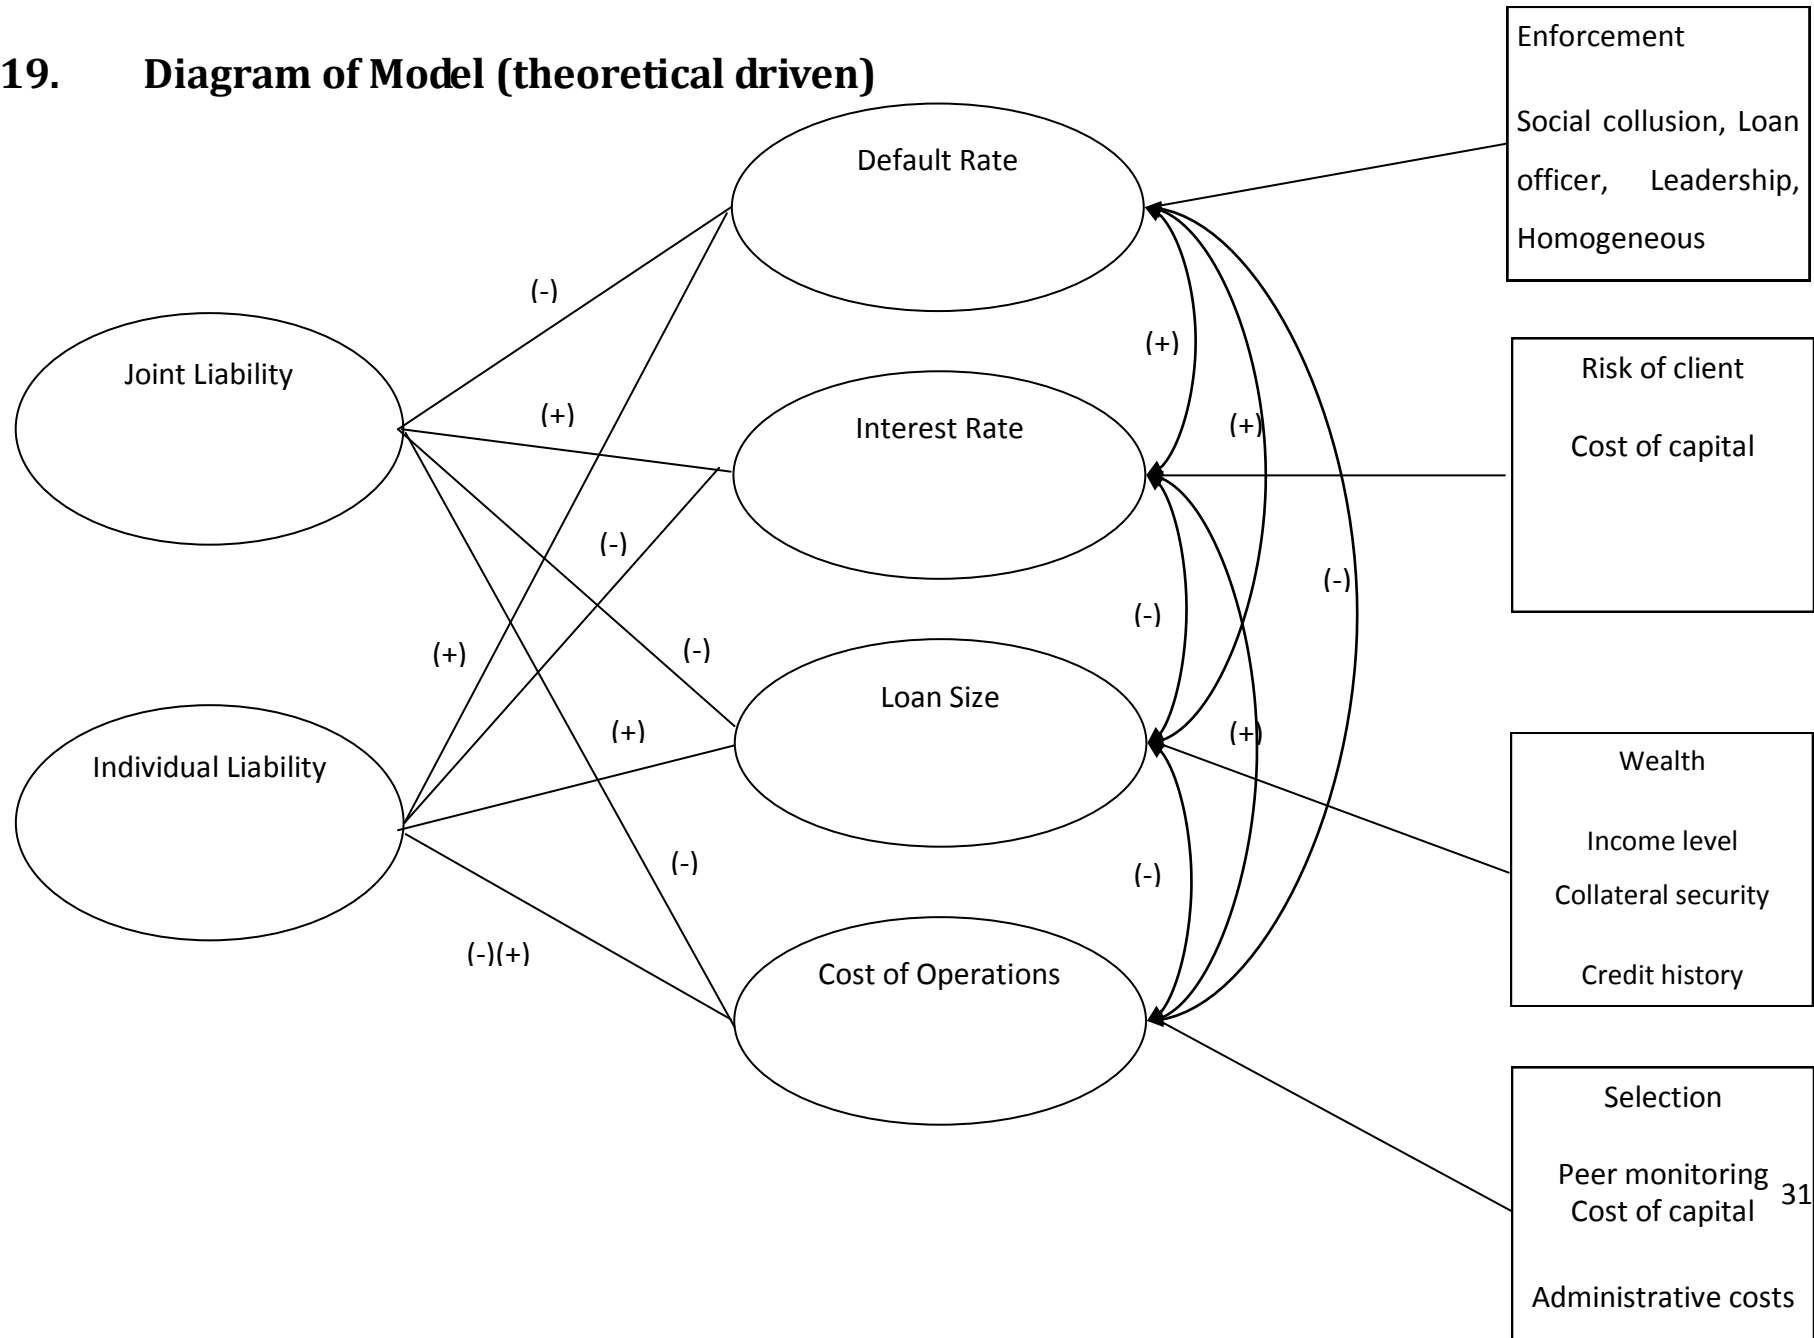 19. Diagram of Model (theoretical driven)
Enforcement
Social collusion, Loan
officer, Leadership,
Homogeneous
Default Rate
(-)
(+)
Joint Liability
Risk of client
Cost of capital
(+)
Interest Rate
(+)
(-)
(-)
(-)
(+)
(-)
Loan Size
(+)
(+)
Individual Liability
Wealth
Income level
Collateral security
Credit history
(-)
(-)
(-)(+)
Cost of Operations
Selection
Peer monitoring
Cost of capital
Administrative costs
31